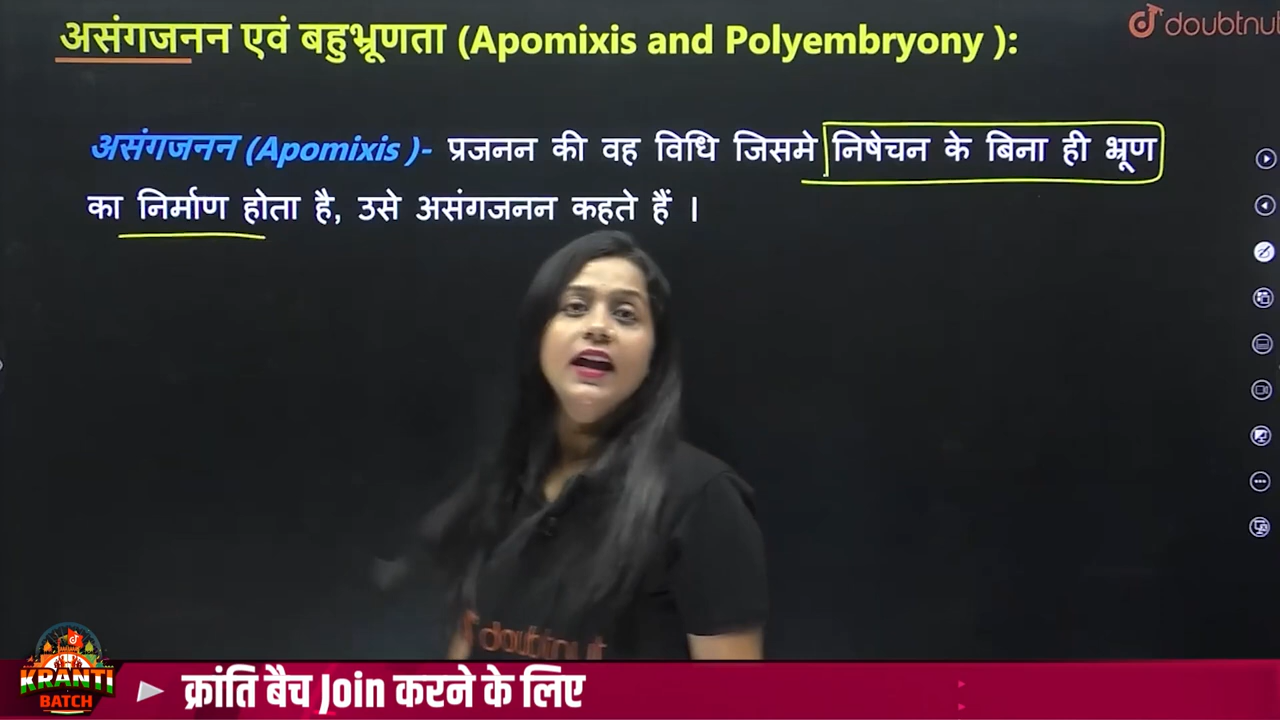 असंगजनन एवं बहुभ्रूणता (Apomixis and Polyembryony ):
doubtnut
असंगजनन (Apomixis )- प्रजनन की वह विधि जिसमे निषेचन के बिना ही भ्रूण
का निर्माण होता है, उसे असंगजनन कहते हैं ।
doubtnut
KRANTI
BATCH
क्रांति बैच Join करने के लिए